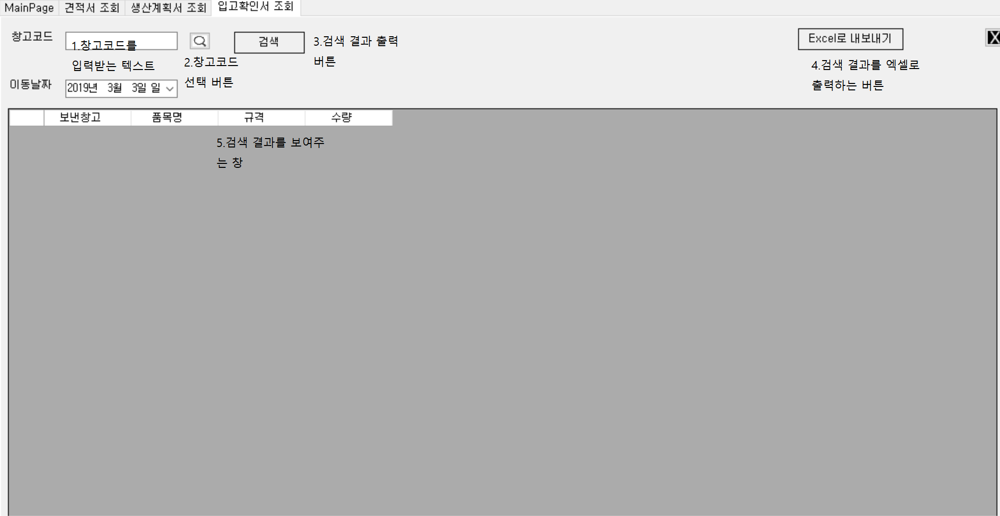 MainPage 견적서 조회 생산계획서 조회 입고확인서 조회
창고코드 1.창고코드를 검색 3.검색 결과 출력 Excel로 내보내기 X
입력받는 텍스트 2.창고코드 버튼 4.검색 결과를 엑셀로
이동날짜 2019년 3월 3일 일 선택 버튼 출력하는 버튼
보낸창고 품목명 규격 수량
5.검색 결과를 보여주
는 창